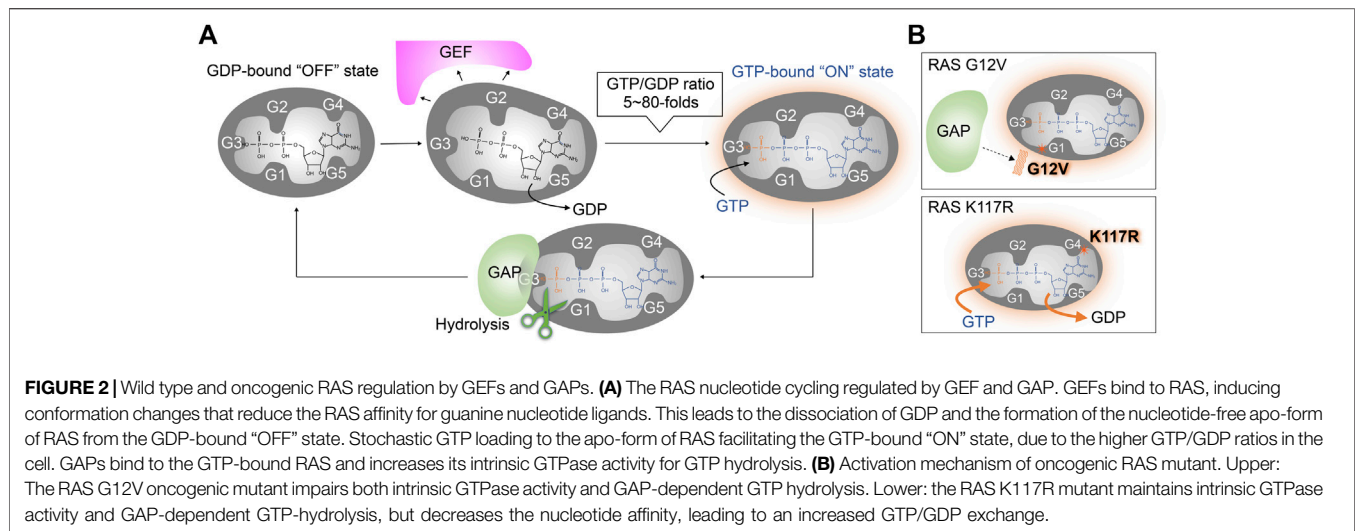 A
B
GEF
GDP-bound “OFF” state
GTP/GDP ratio
5~80-folds
GTP-bound “ON” state
RAS G12V
G2
G4
G3
G1
G5
G2
G4
G3
G1
G5
GDP
G2
G4
G3
G1
G5
GTP
GAP
G2
G4
G3
G1
G5
G12V
GAP
G2
G4
G3
G1
G5
Hydrolysis
RAS K117R
K117R
G2
G4
G3
G1
G5
GTP
GDP
FIGURE 2 | Wild type and oncogenic RAS regulation by GEFs and GAPs. (A) The RAS nucleotide cycling regulated by GEF and GAP. GEFs bind to RAS, inducing
conformation changes that reduce the RAS affinity for guanine nucleotide ligands. This leads to the dissociation of GDP and the formation of the nucleotide-free apo-form
of RAS from the GDP-bound “OFF” state. Stochastic GTP loading to the apo-form of RAS facilitating the GTP-bound “ON” state, due to the higher GTP/GDP ratios in the
cell. GAPs bind to the GTP-bound RAS and increases its intrinsic GTPase activity for GTP hydrolysis. (B) Activation mechanism of oncogenic RAS mutant. Upper:
The RAS G12V oncogenic mutant impairs both intrinsic GTPase activity and GAP-dependent GTP hydrolysis. Lower: the RAS K117R mutant maintains intrinsic GTPase
activity and GAP-dependent GTP-hydrolysis, but decreases the nucleotide affinity, leading to an increased GTP/GDP exchange.